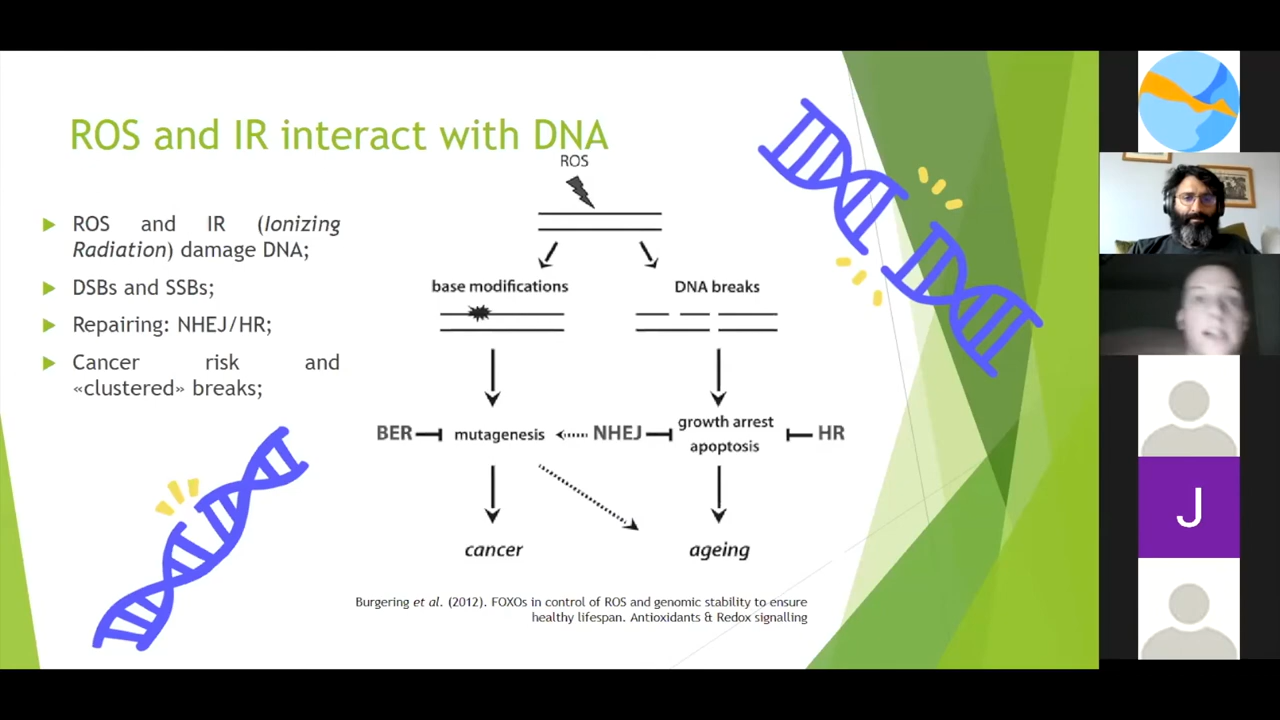 ROS and IR interact with DNA
ROS and IR (Ionizing
Radiation) damage DNA;
DSBs and SSBs;
Repairing: NHEJ/HR;
Cancer risk and
«clustered» breaks;
ROS
base modifications
DNA breaks
BER
mutagenesis
NHEJ
growth arrest
apoptosis
HR
cancer
ageing
Burgering et al. (2012). FOXOs in control of ROS and genomic stability to ensure
healthy lifespan. Antioxidants & Redox signalling
J